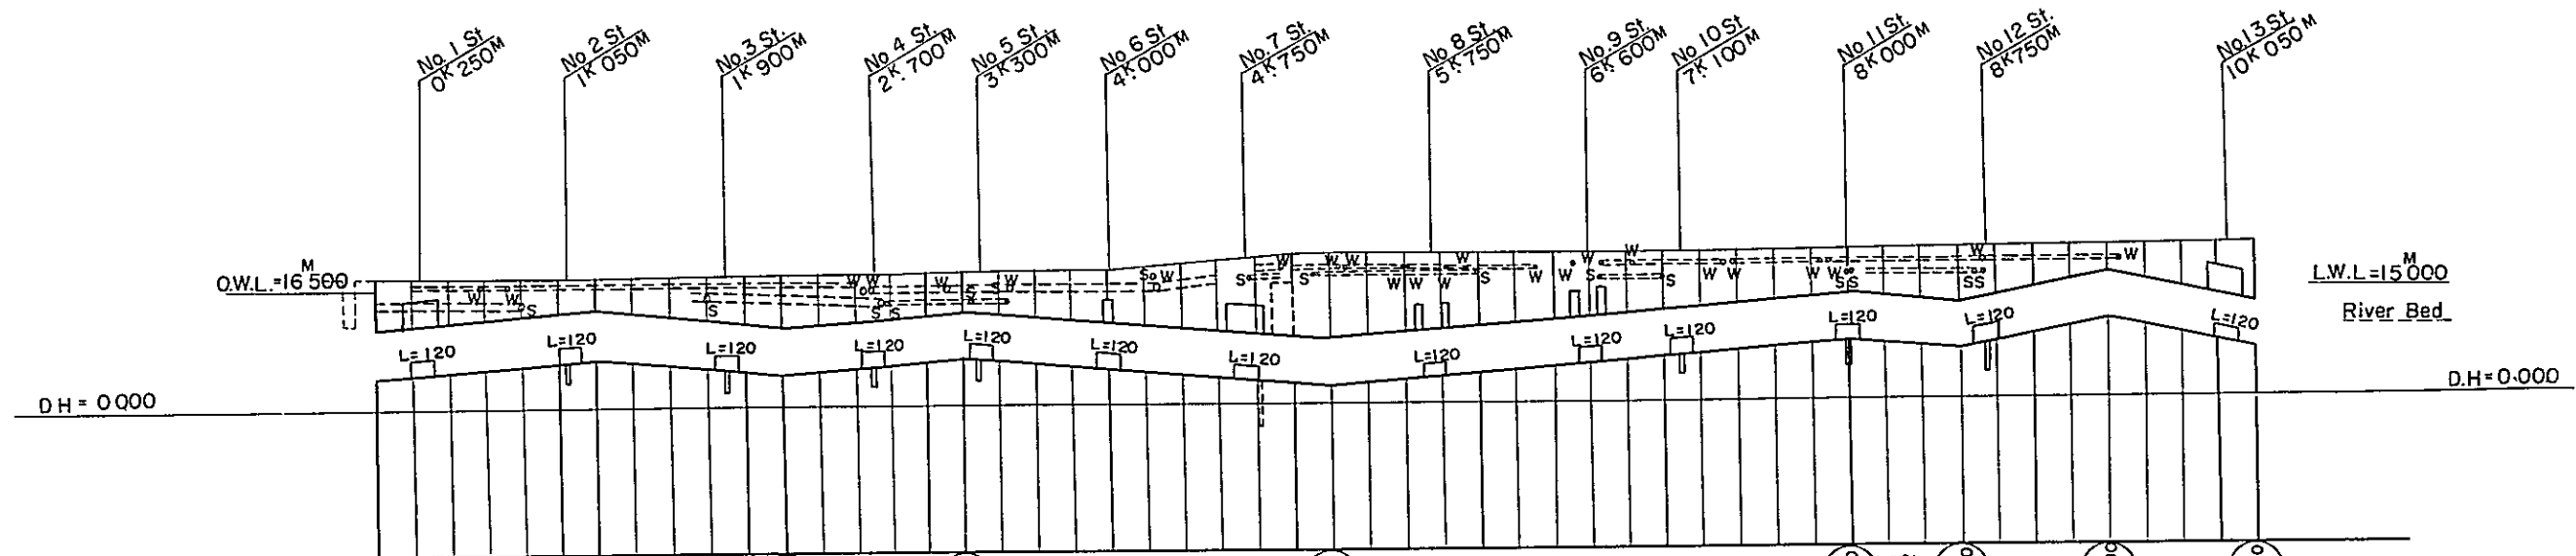 No. 1 St.
0K 250M
No 2 St
1K 050M
No. 3 St.
1K 900M
No 4 St.
2K. 700M
No 5 St.
3K 300M
No 6 St
4K.000M
No. 7 St.
4K.750M
No 8 St.
5K.750M
No. 9 St.
6K.600M
No 10 St
7K.100M
No 11 St.
8K 000M
No 12 St.
8K 750M
No 13 St.
10K 050M
O.W.L.=16M500
L.W.L=15M000
River Bed
W W S S W W S S W S S W S W S W S W W W W W W S W W S S W W W W W S S W S S W
L=120 L=120 L=120 L=120 L=120 L=120 L=120 L=120 L=120 L=120 L=120 L=120 L=120
D H = 0 000
D.H = 0.000